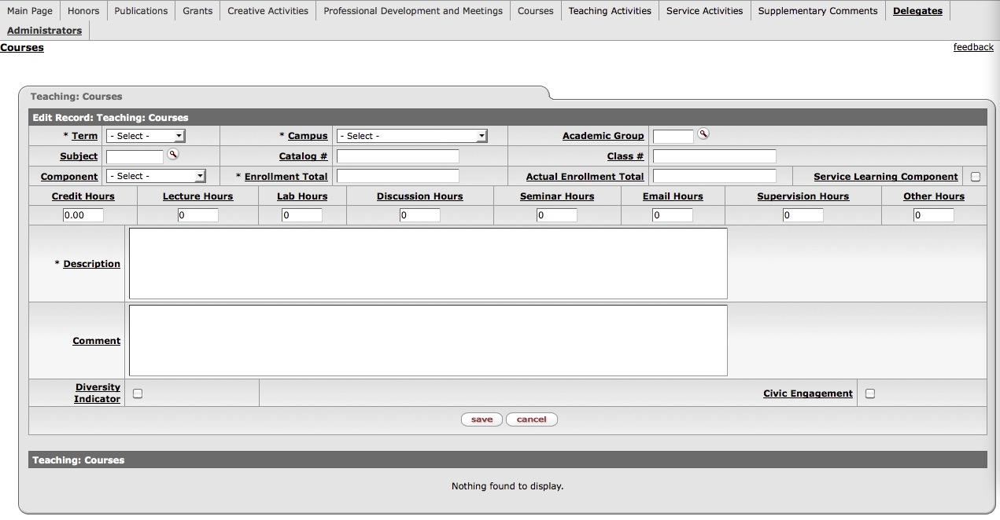 Main Page Honors Publications Grants Creative Activities Professional Development and Meetings Courses Teaching Activities Service Activities Supplementary Comments Delegates
Administrators
Courses feedback
Teaching: Courses
Edit Record: Teaching: Courses
* Term - Select - * Campus - Select - Academic Group
Subject Catalog # Class #
Component - Select - * Enrollment Total Actual Enrollment Total Service Learning Component
Credit Hours Lecture Hours Lab Hours Discussion Hours Seminar Hours Email Hours Supervision Hours Other Hours
0.00 0 0 0 0 0 0 0
* Description
Comment
Diversity
Indicator Civic Engagement
save cancel
Teaching: Courses
Nothing found to display.